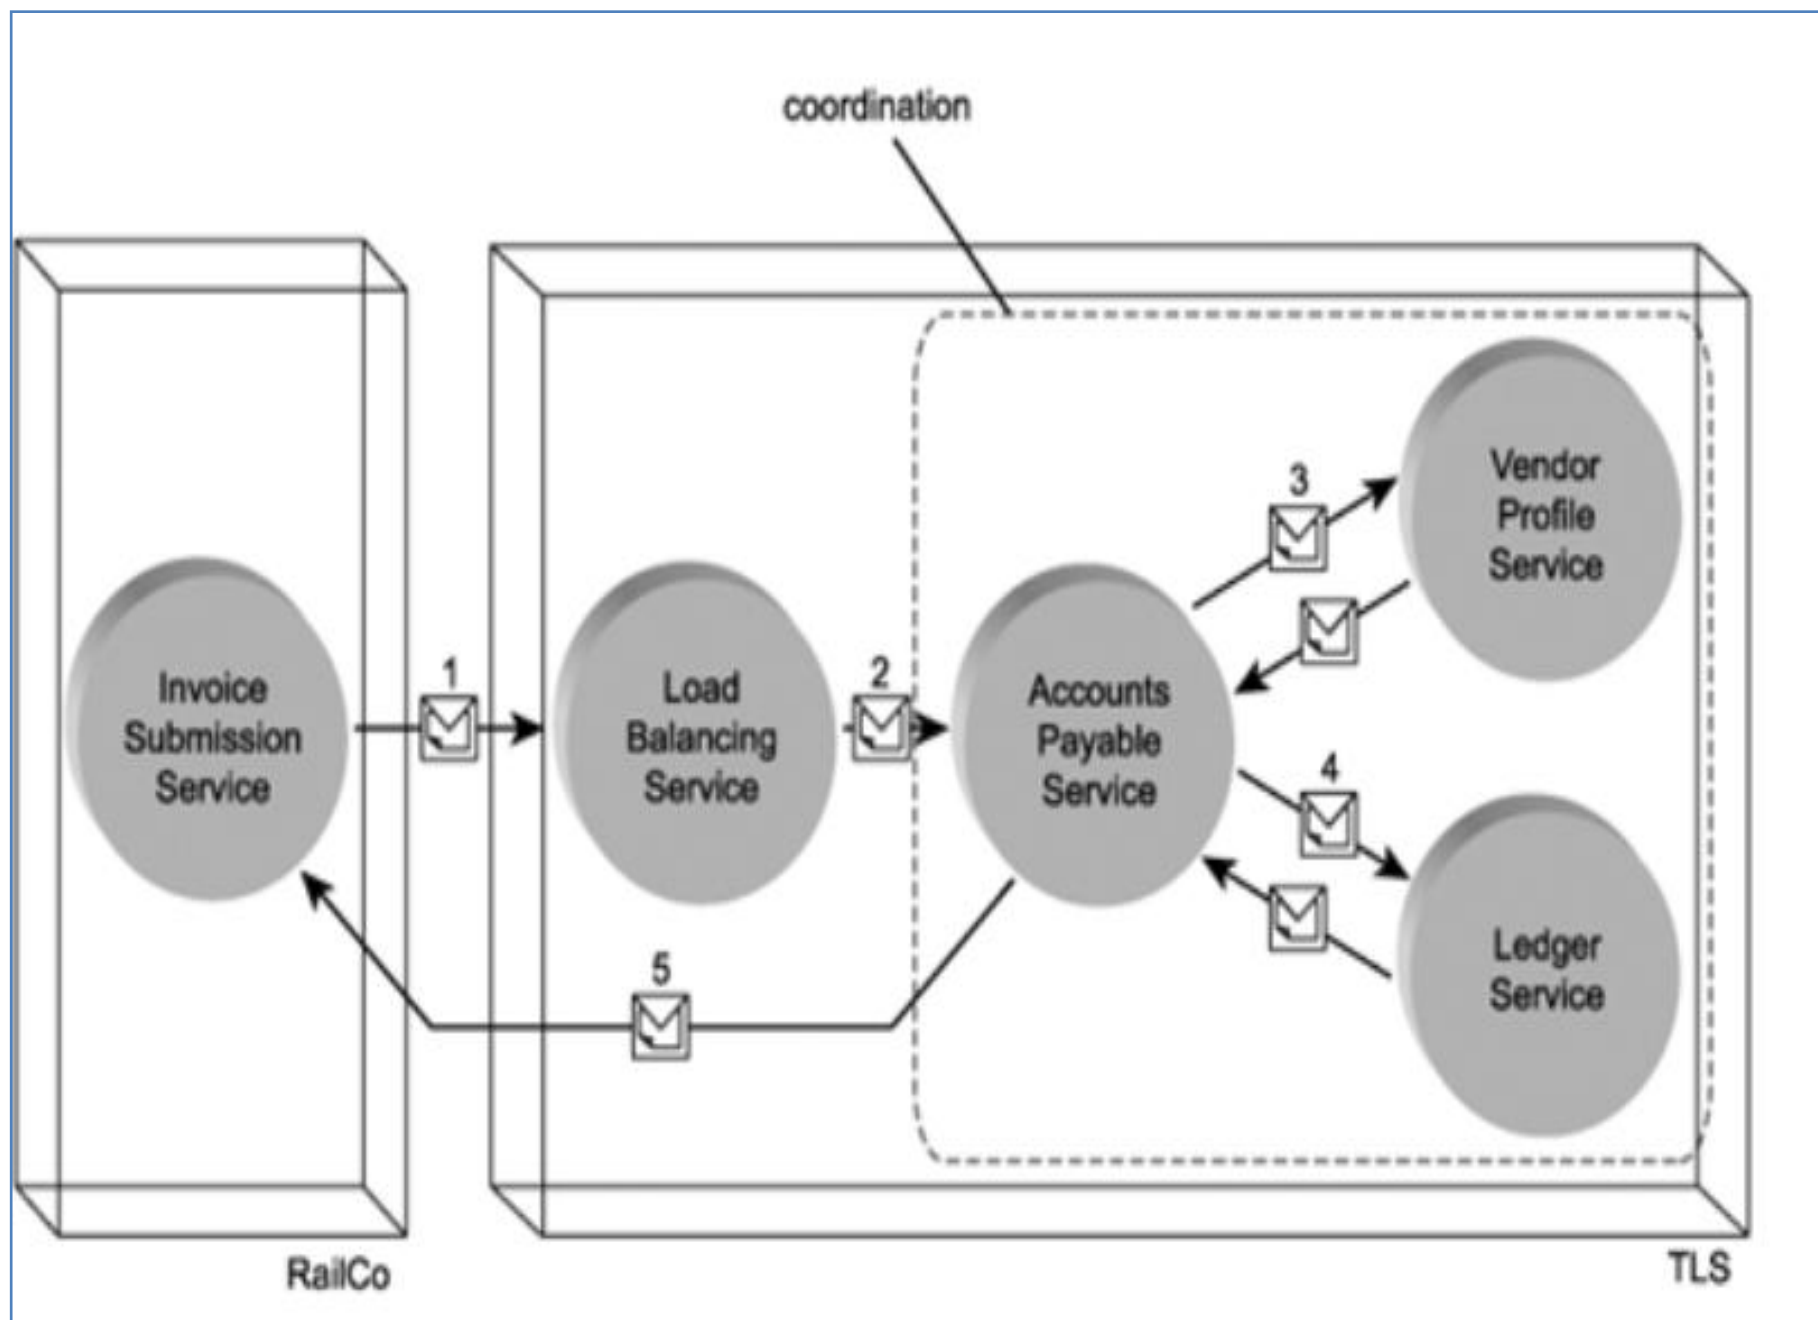 coordination
Vendor
Profile
Service
3
Invoice
Submission
Service
1
Load
Balancing
Service
2
Accounts
Payable
Service
4
Ledger
Service
5
RailCo
TLS